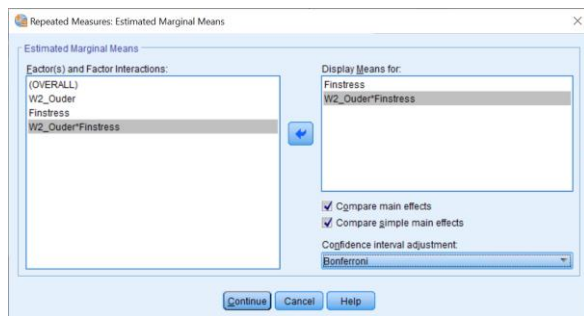 Repeated Measures: Estimated Marginal Means
Estimated Marginal Means
Factor(s) and Factor Interactions:
(OVERALL)
W2_Ouder
Finstress
W2_Ouder*Finstress
Display Means for:
Finstress
W2_Ouder*Finstress
Compare main effects
Compare simple main effects
Confidence interval adjustment:
Bonferroni
Continue
Cancel
Help